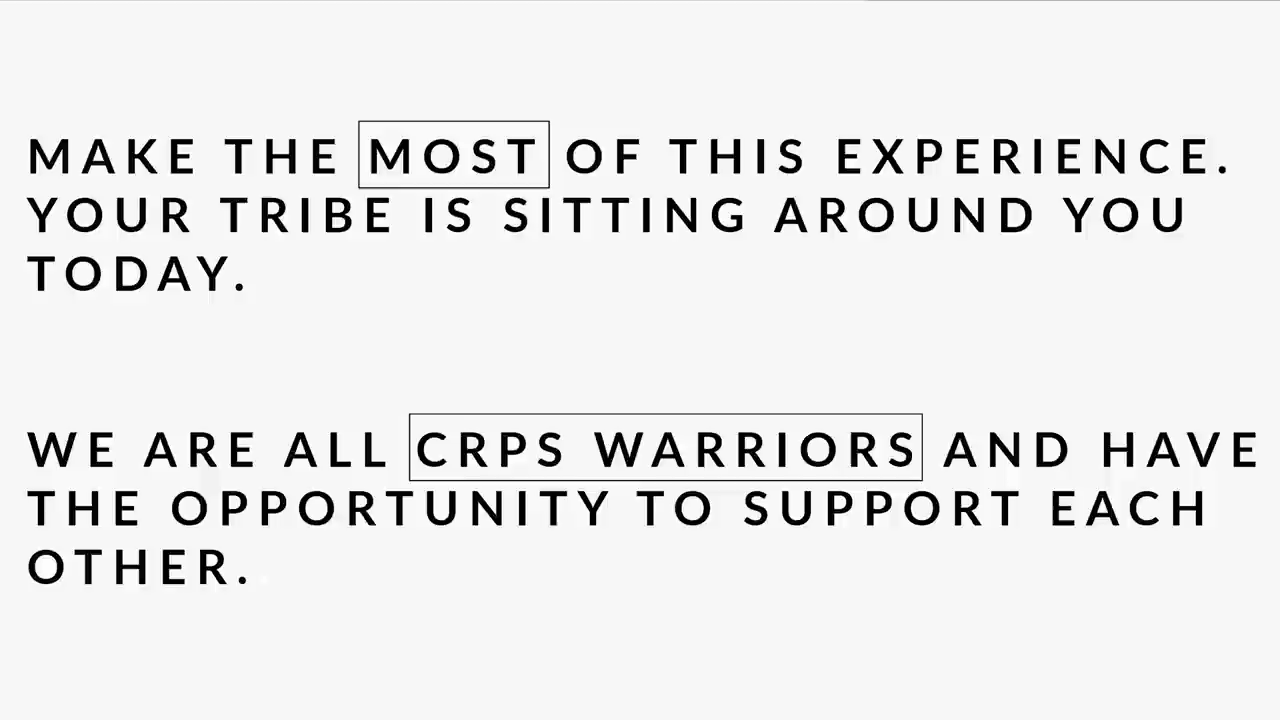 MAKE THE MOST OF THIS EXPERIENCE.
YOUR TRIBE IS SITTING AROUND YOU
TODAY.
WE ARE ALL CRPS WARRIORS AND HAVE
THE OPPORTUNITY TO SUPPORT EACH
OTHER.